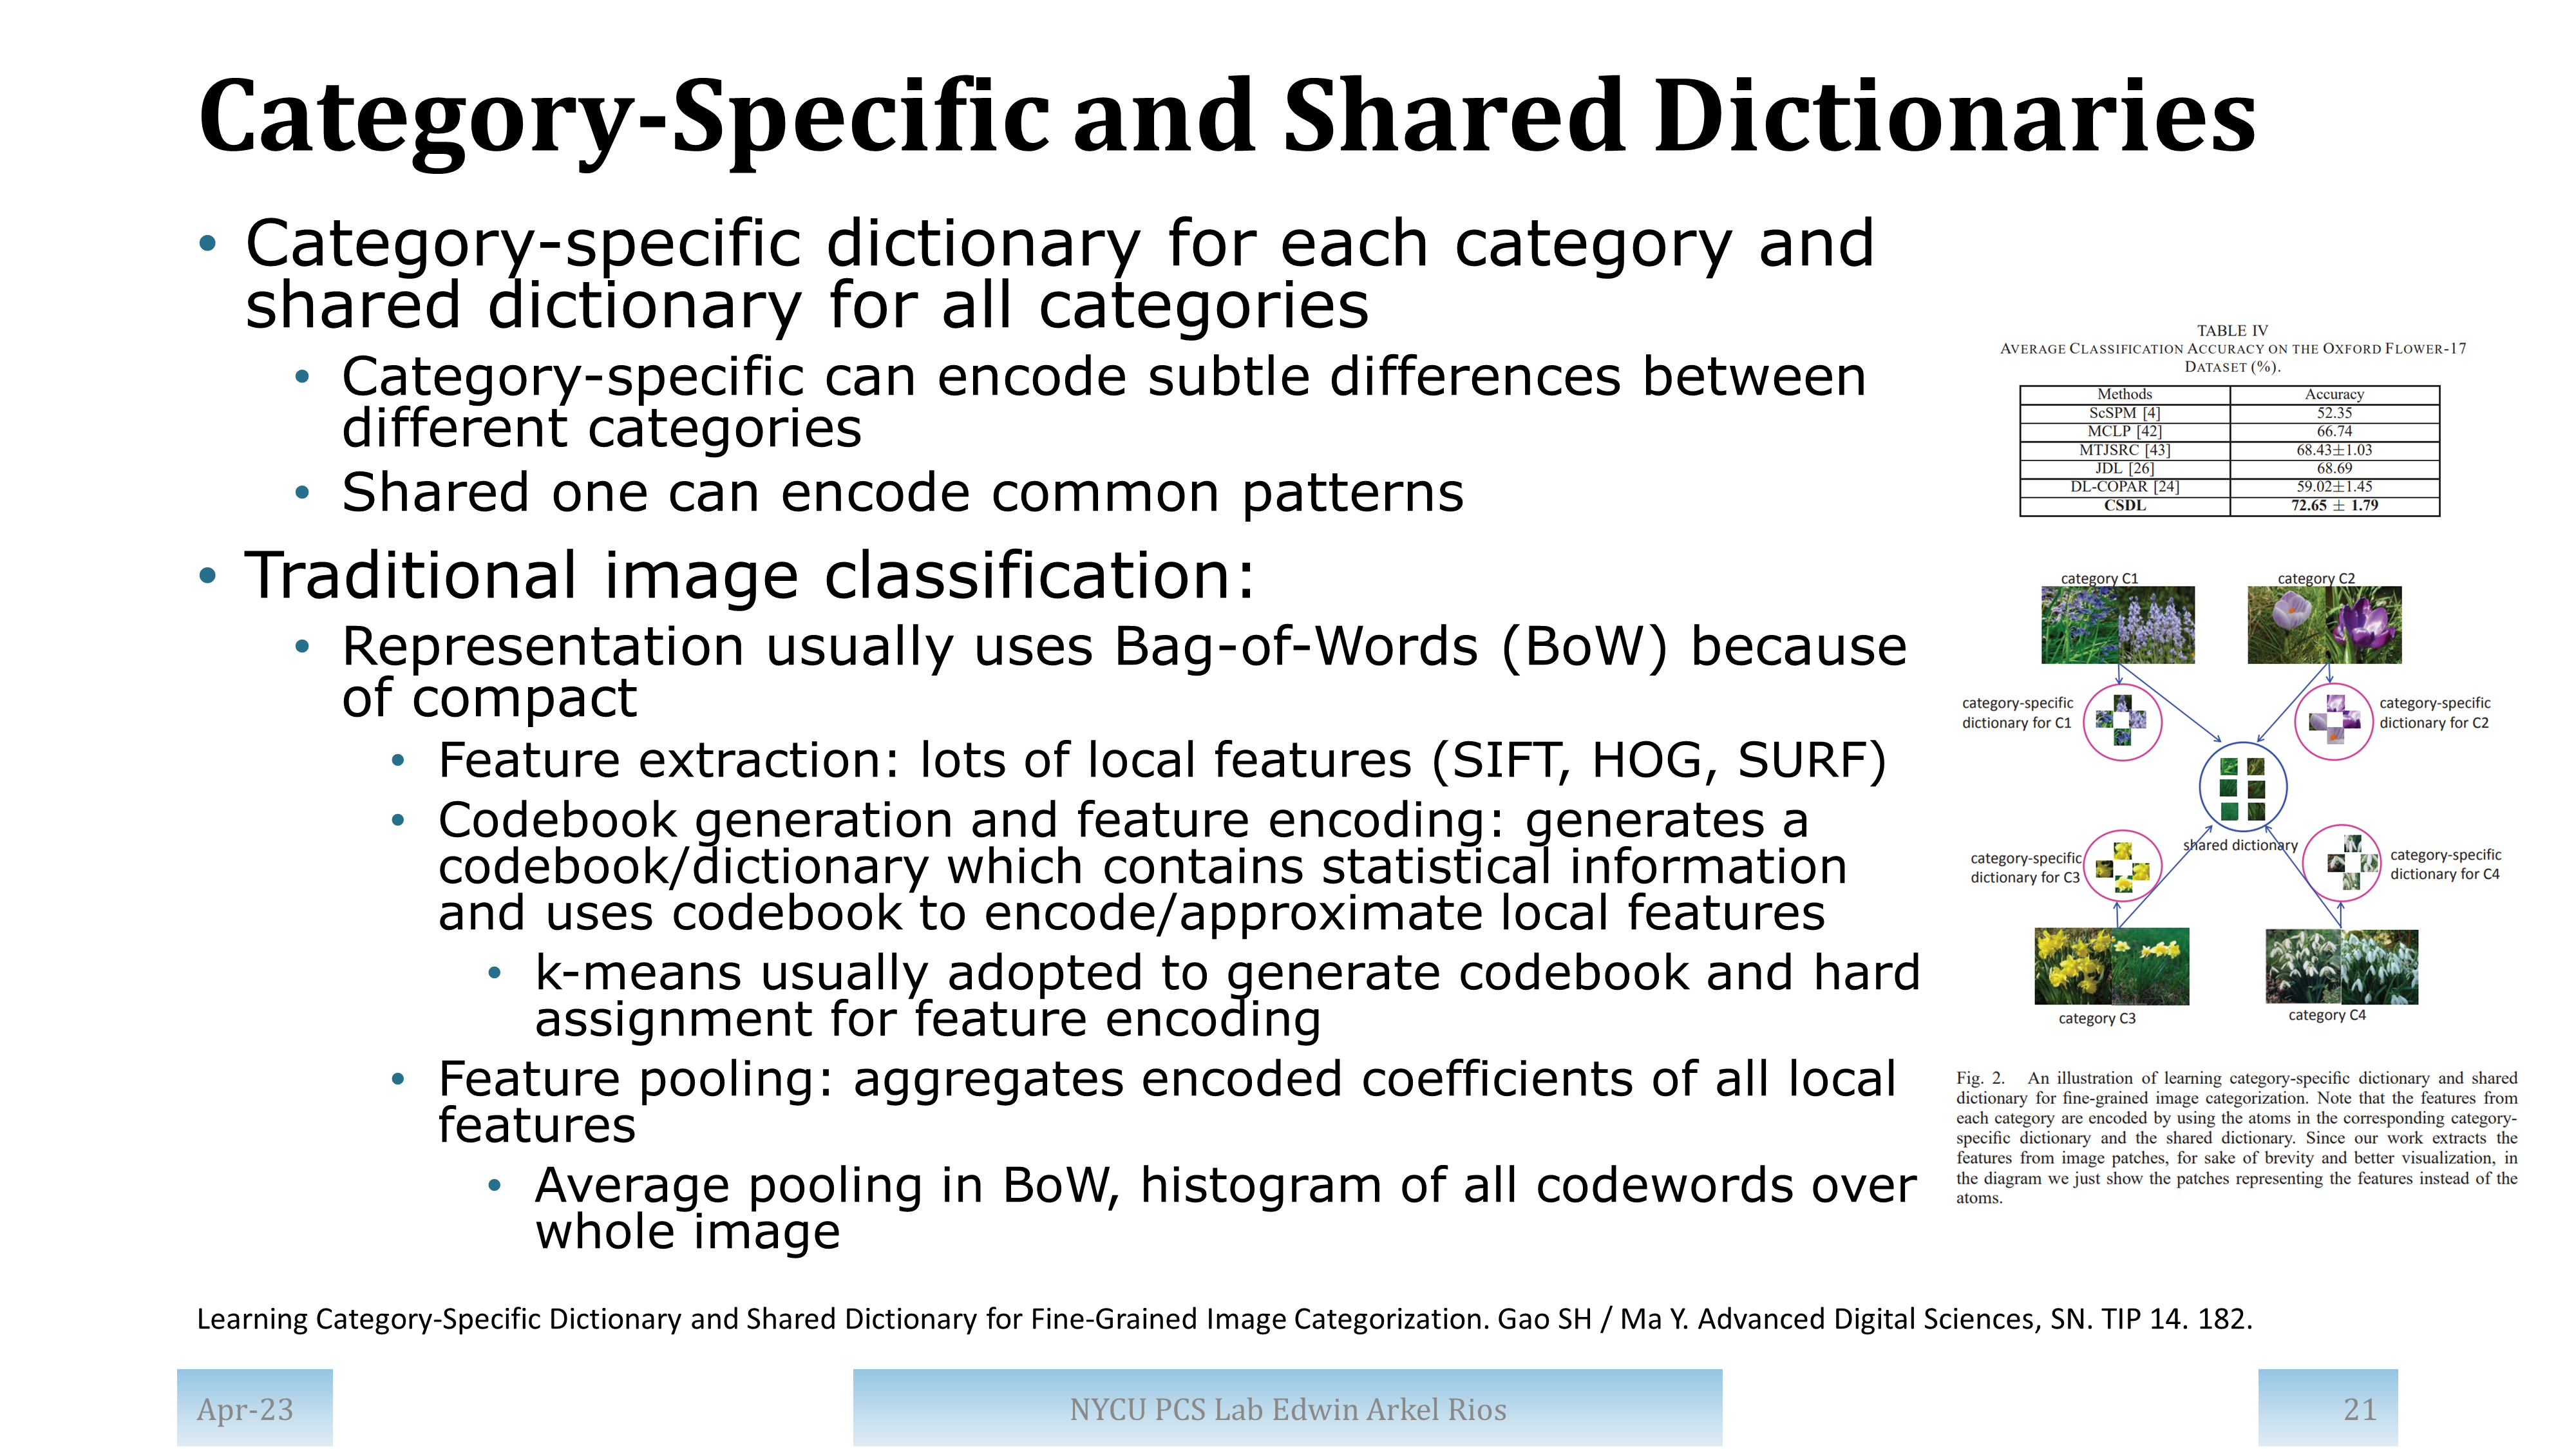 Category-Specific and Shared Dictionaries
• Category-specific dictionary for each category and
shared dictionary for all categories
• Category-specific can encode subtle differences between
different categories
• Shared one can encode common patterns
• Traditional image classification:
• Representation usually uses Bag-of-Words (BoW) because
of compact
• Feature extraction: lots of local features (SIFT, HOG, SURF)
• Codebook generation and feature encoding: generates a
codebook/dictionary which contains statistical information
and uses codebook to encode/approximate local features
• k-means usually adopted to generate codebook and hard
assignment for feature encoding
• Feature pooling: aggregates encoded coefficients of all local
features
• Average pooling in BoW, histogram of all codewords over
whole image
TABLE IV
AVERAGE CLASSIFICATION ACCURACY ON THE OXFORD FLOWER-17
DATASET (%).
Methods Accuracy
ScSPM [4] 52.35
MCLP [42] 66.74
MTJSRC [43] 68.43±1.03
JDL [26] 68.69
DL-COPAR [24] 59.02±1.45
CSDL 72.65 ± 1.79
category C1 category C2
category-specific
dictionary for C1
category-specific
dictionary for C2
shared dictionary
category-specific
dictionary for C3
category-specific
dictionary for C4
category C3 category C4
Fig. 2. An illustration of learning category-specific dictionary and shared
dictionary for fine-grained image categorization. Note that the features from
each category are encoded by using the atoms in the corresponding category-
specific dictionary and the shared dictionary. Since our work extracts the
features from image patches, for sake of brevity and better visualization, in
the diagram we just show the patches representing the features instead of the
atoms.
Learning Category-Specific Dictionary and Shared Dictionary for Fine-Grained Image Categorization. Gao SH / Ma Y. Advanced Digital Sciences, SN. TIP 14. 182.
Apr-23 NYCU PCS Lab Edwin Arkel Rios 21